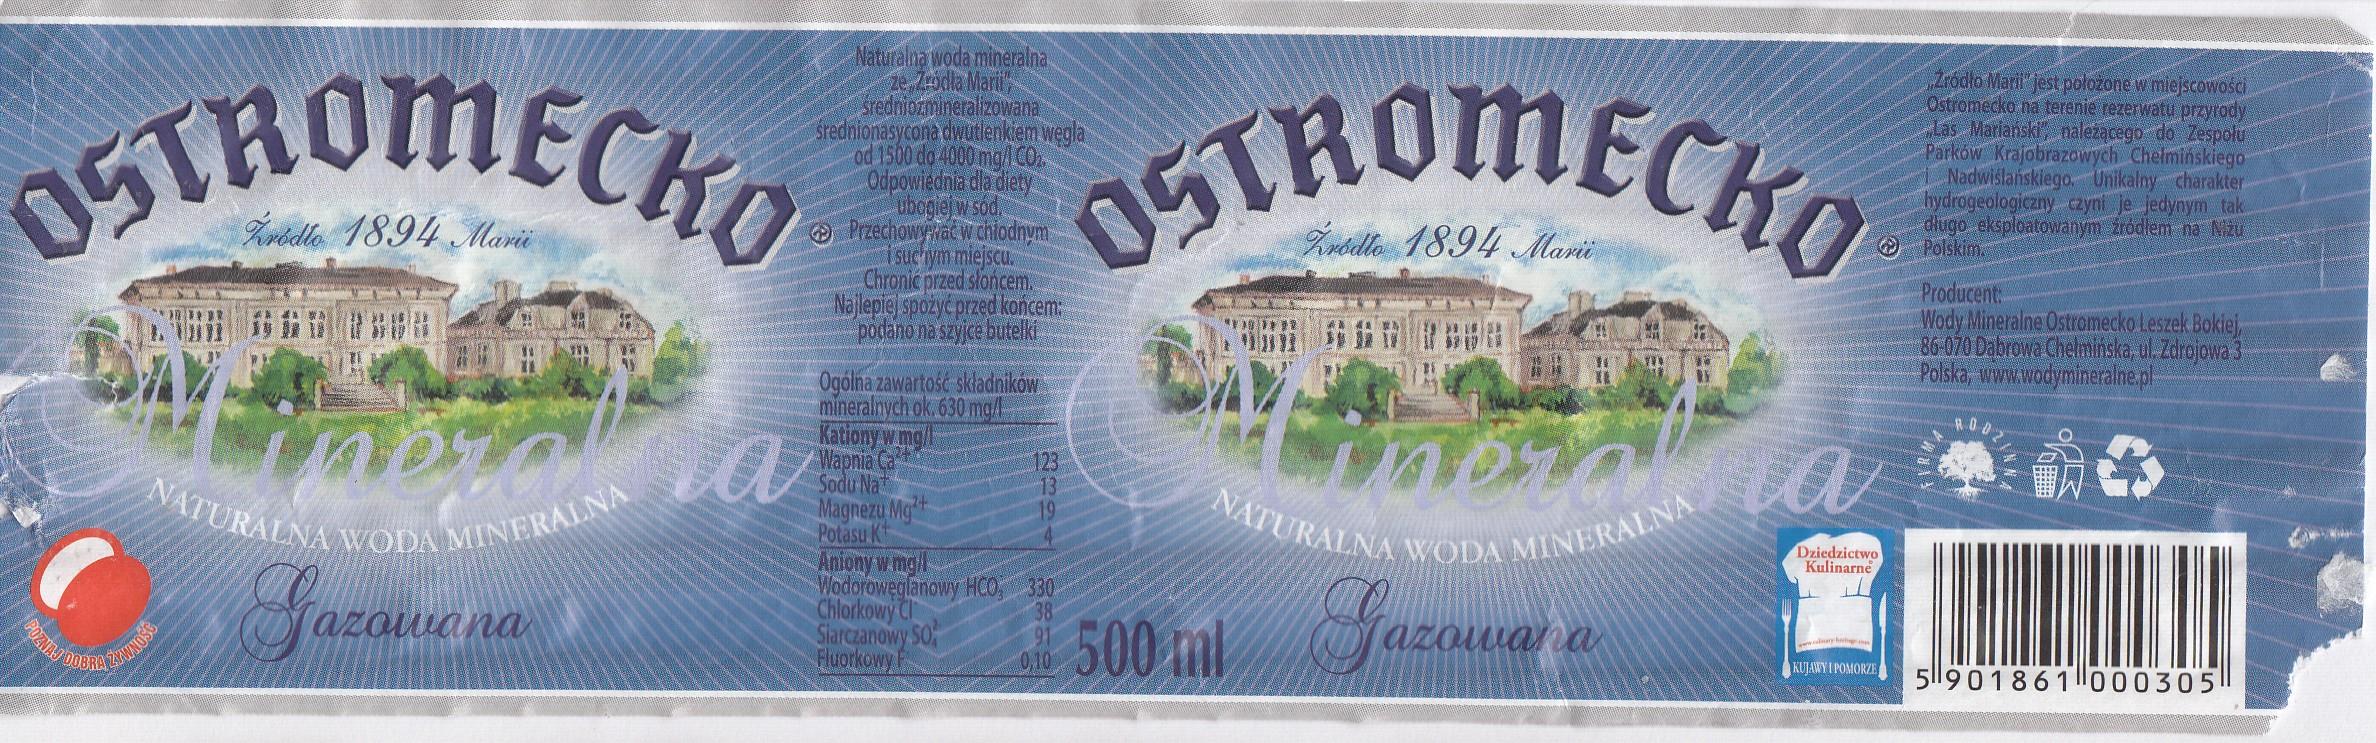 OSTROMECKO
®
Źródło 1894 Marii
Mineralna
NATURALNA WODA MINERALNA
Gazowana
POZNAJ DOBRĄ ŻYWNOŚĆ
Naturalna woda mineralna
ze „Źródła Marii”,
średniozmineralizowana
średnionasycona dwutlenkiem węgla
od 1500 do 4000 mg/l CO₂.
Odpowiednia dla diety
ubogiej w sod.
Przechowywać w chłodnym
i suchym miejscu.
Chronić przed słońcem.
Najlepiej spożyć przed końcem:
podano na szyjce butelki
Ogólna zawartość składników
mineralnych ok. 630 mg/l
Kationy w mg/l
Wapnia Ca²⁺ 123
Sodu Na⁺ 13
Magnezu Mg²⁺ 19
Potasu K⁺ 4
Aniony w mg/l
Wodorowęglanowy HCO₃⁻ 330
Chlorkowy Cl⁻ 38
Siarczanowy SO₄²⁻ 91
Fluorkowy F⁻ 0,10
500 ml
OSTROMECKO
®
Źródło 1894 Marii
Mineralna
NATURALNA WODA MINERALNA
Gazowana
„Źródło Marii” jest położone w miejscowości
Ostromecko na terenie rezerwatu przyrody
„Las Mariański”, należącego do Zespołu
Parków Krajobrazowych Chełmińskiego
i Nadwiślańskiego. Unikalny charakter
hydrogeologiczny czyni je jedynym tak
długo eksploatowanym źródłem na Niżu
Polskim.
Producent:
Wody Mineralne Ostromecko Leszek Bokiej,
86-070 Dąbrowa Chełmińska, ul. Zdrojowa 3
Polska, www.wodymineralne.pl
FIRMA RODZINNA
Dziedzictwo
Kulinarne®
www.culinary-heritage.com
KUJAWY I POMORZE
5 901861 000305